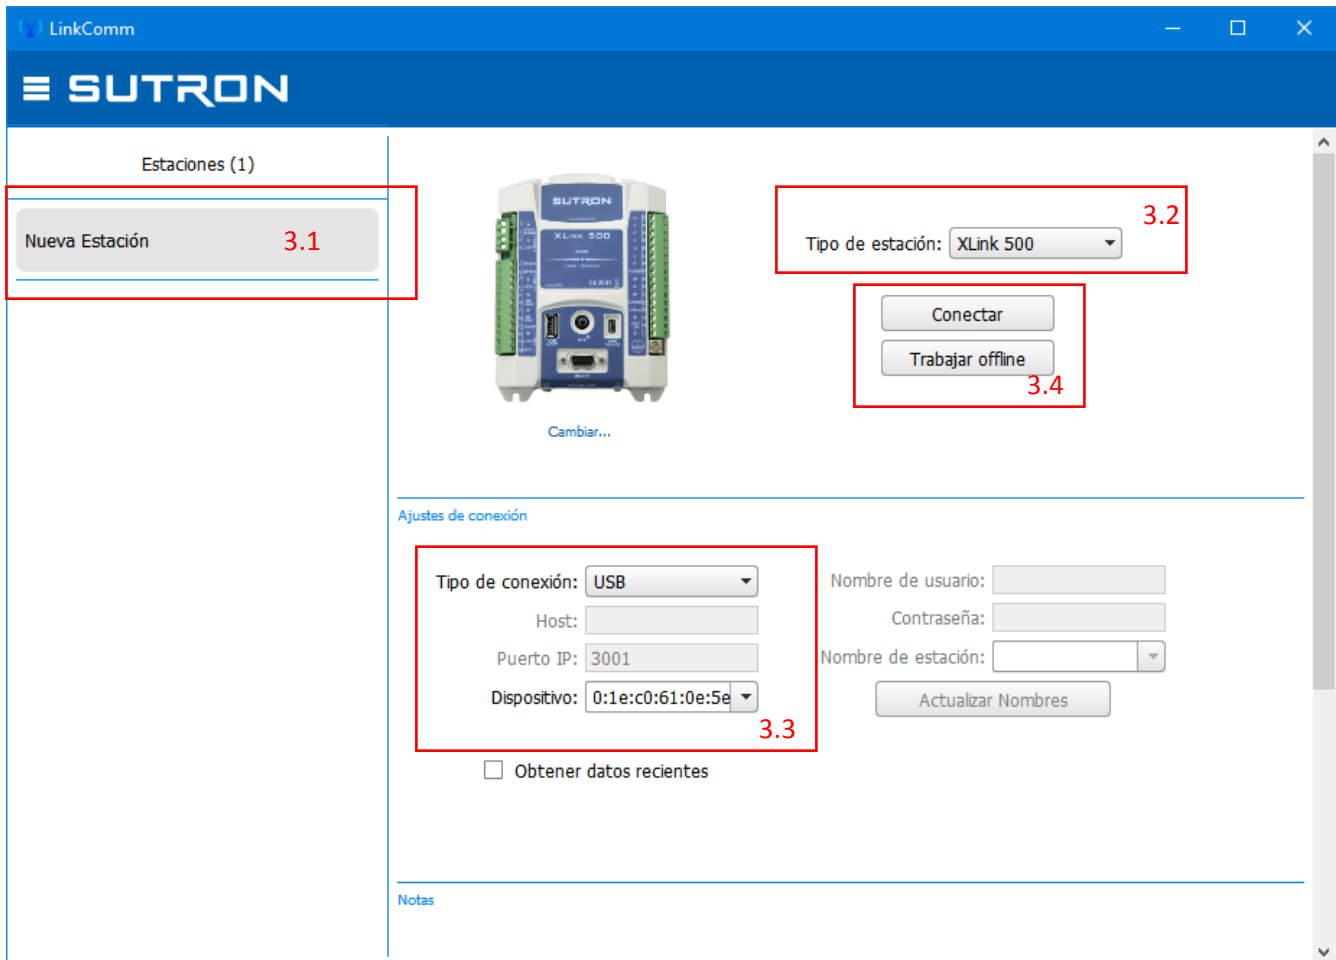 LinkComm
SUTRON
Estaciones (1)
Nueva Estación
3.1
SUTRON
XLINK 500
Cambiar...
3.2
Tipo de estación: XLink 500
Conectar
Trabajar offline
3.4
Ajustes de conexión
Tipo de conexión: USB
Host:
Puerto IP: 3001
Dispositivo: 0:1e:c0:61:0e:5e
3.3
Nombre de usuario:
Contraseña:
Nombre de estación:
Actualizar Nombres
Obtener datos recientes
Notas